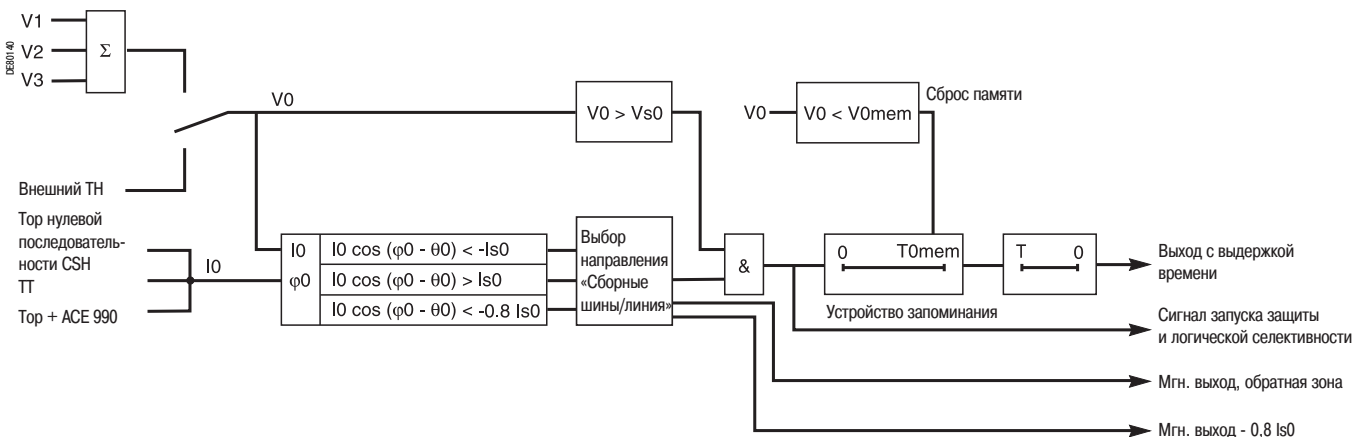 V1
V2
V3
DE80140
Σ
V0
V0 > Vs0
V0
V0 < V0mem
Сброс памяти
Внешний ТН
Тор нулевой
последователь-
ности CSH
ТТ
Тор + ACE 990
I0
I0
φ0
I0 cos (φ0 - θ0) < -Is0
I0 cos (φ0 - θ0) > Is0
I0 cos (φ0 - θ0) < -0.8 Is0
Выбор
направления
«Сборные
шины/линия»
&
0 T0mem
Устройство запоминания
T 0
Выход с выдержкой
времени
Сигнал запуска защиты
и логической селективности
Мгн. выход, обратная зона
Мгн. выход - 0,8 Is0